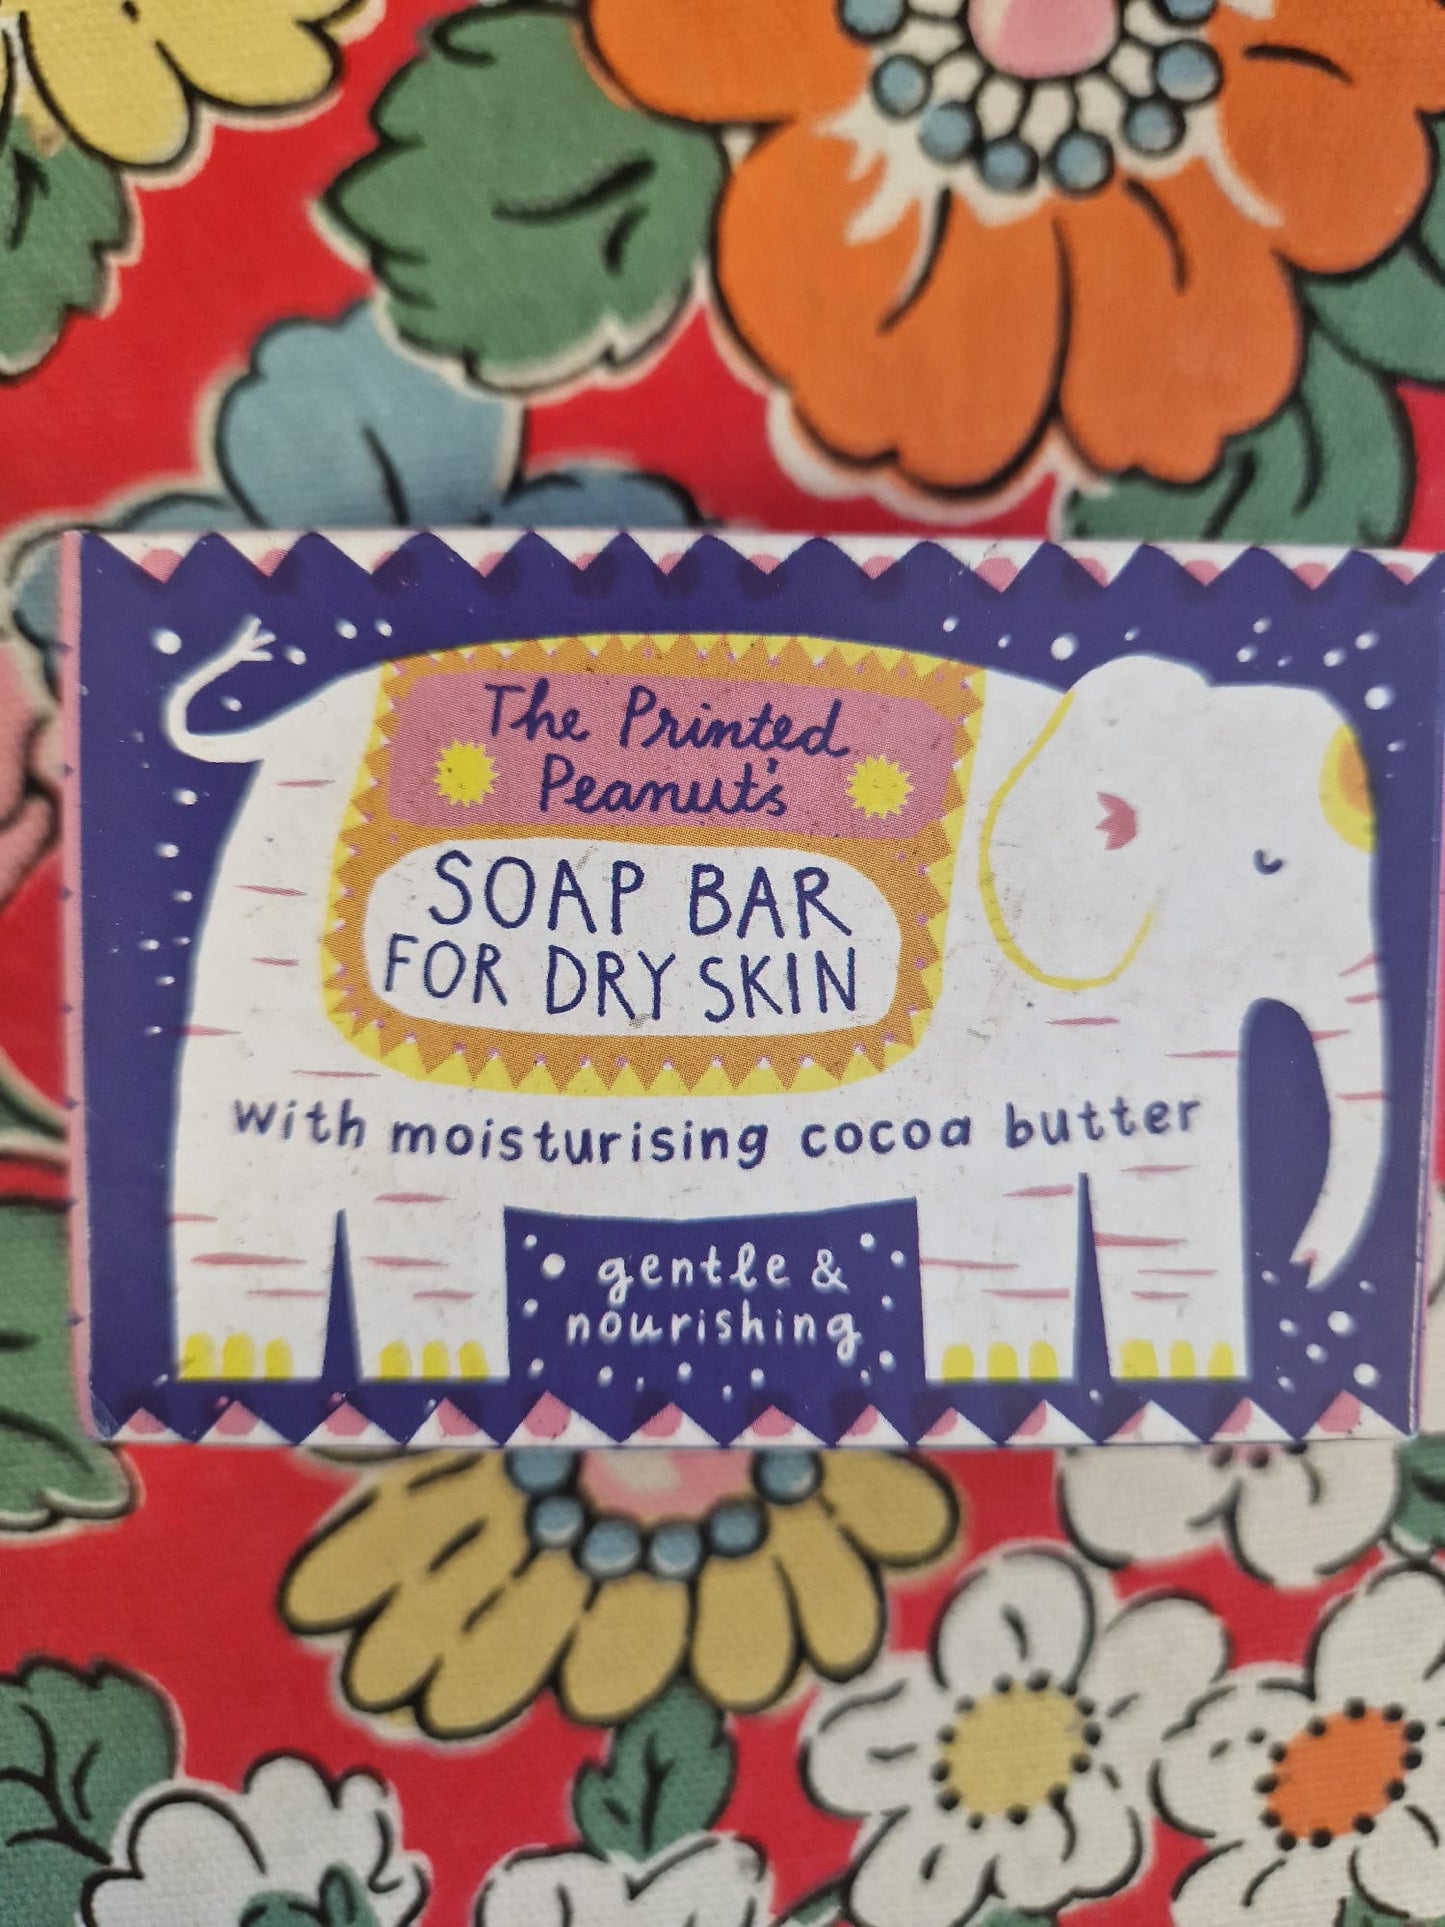 The Printed
Peanut's
SOAP BAR
FOR DRY SKIN
with moisturising cocoa butter
gentle &
nourishing